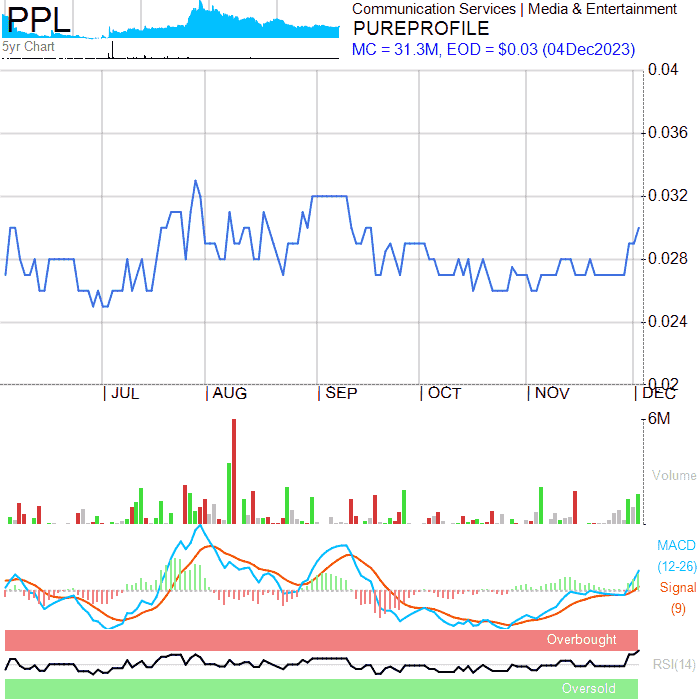 PPL
5yr Chart
Communication Services | Media & Entertainment
PUREPROFILE
MC = 31.3M, EOD = $0.03 (04Dec2023)
0.04
0.036
0.032
0.028
0.024
0.02
JUL AUG SEP OCT NOV DEC
6M
Volume
MACD
(12-26)
Signal
(9)
Overbought
RSI(14)
Oversold